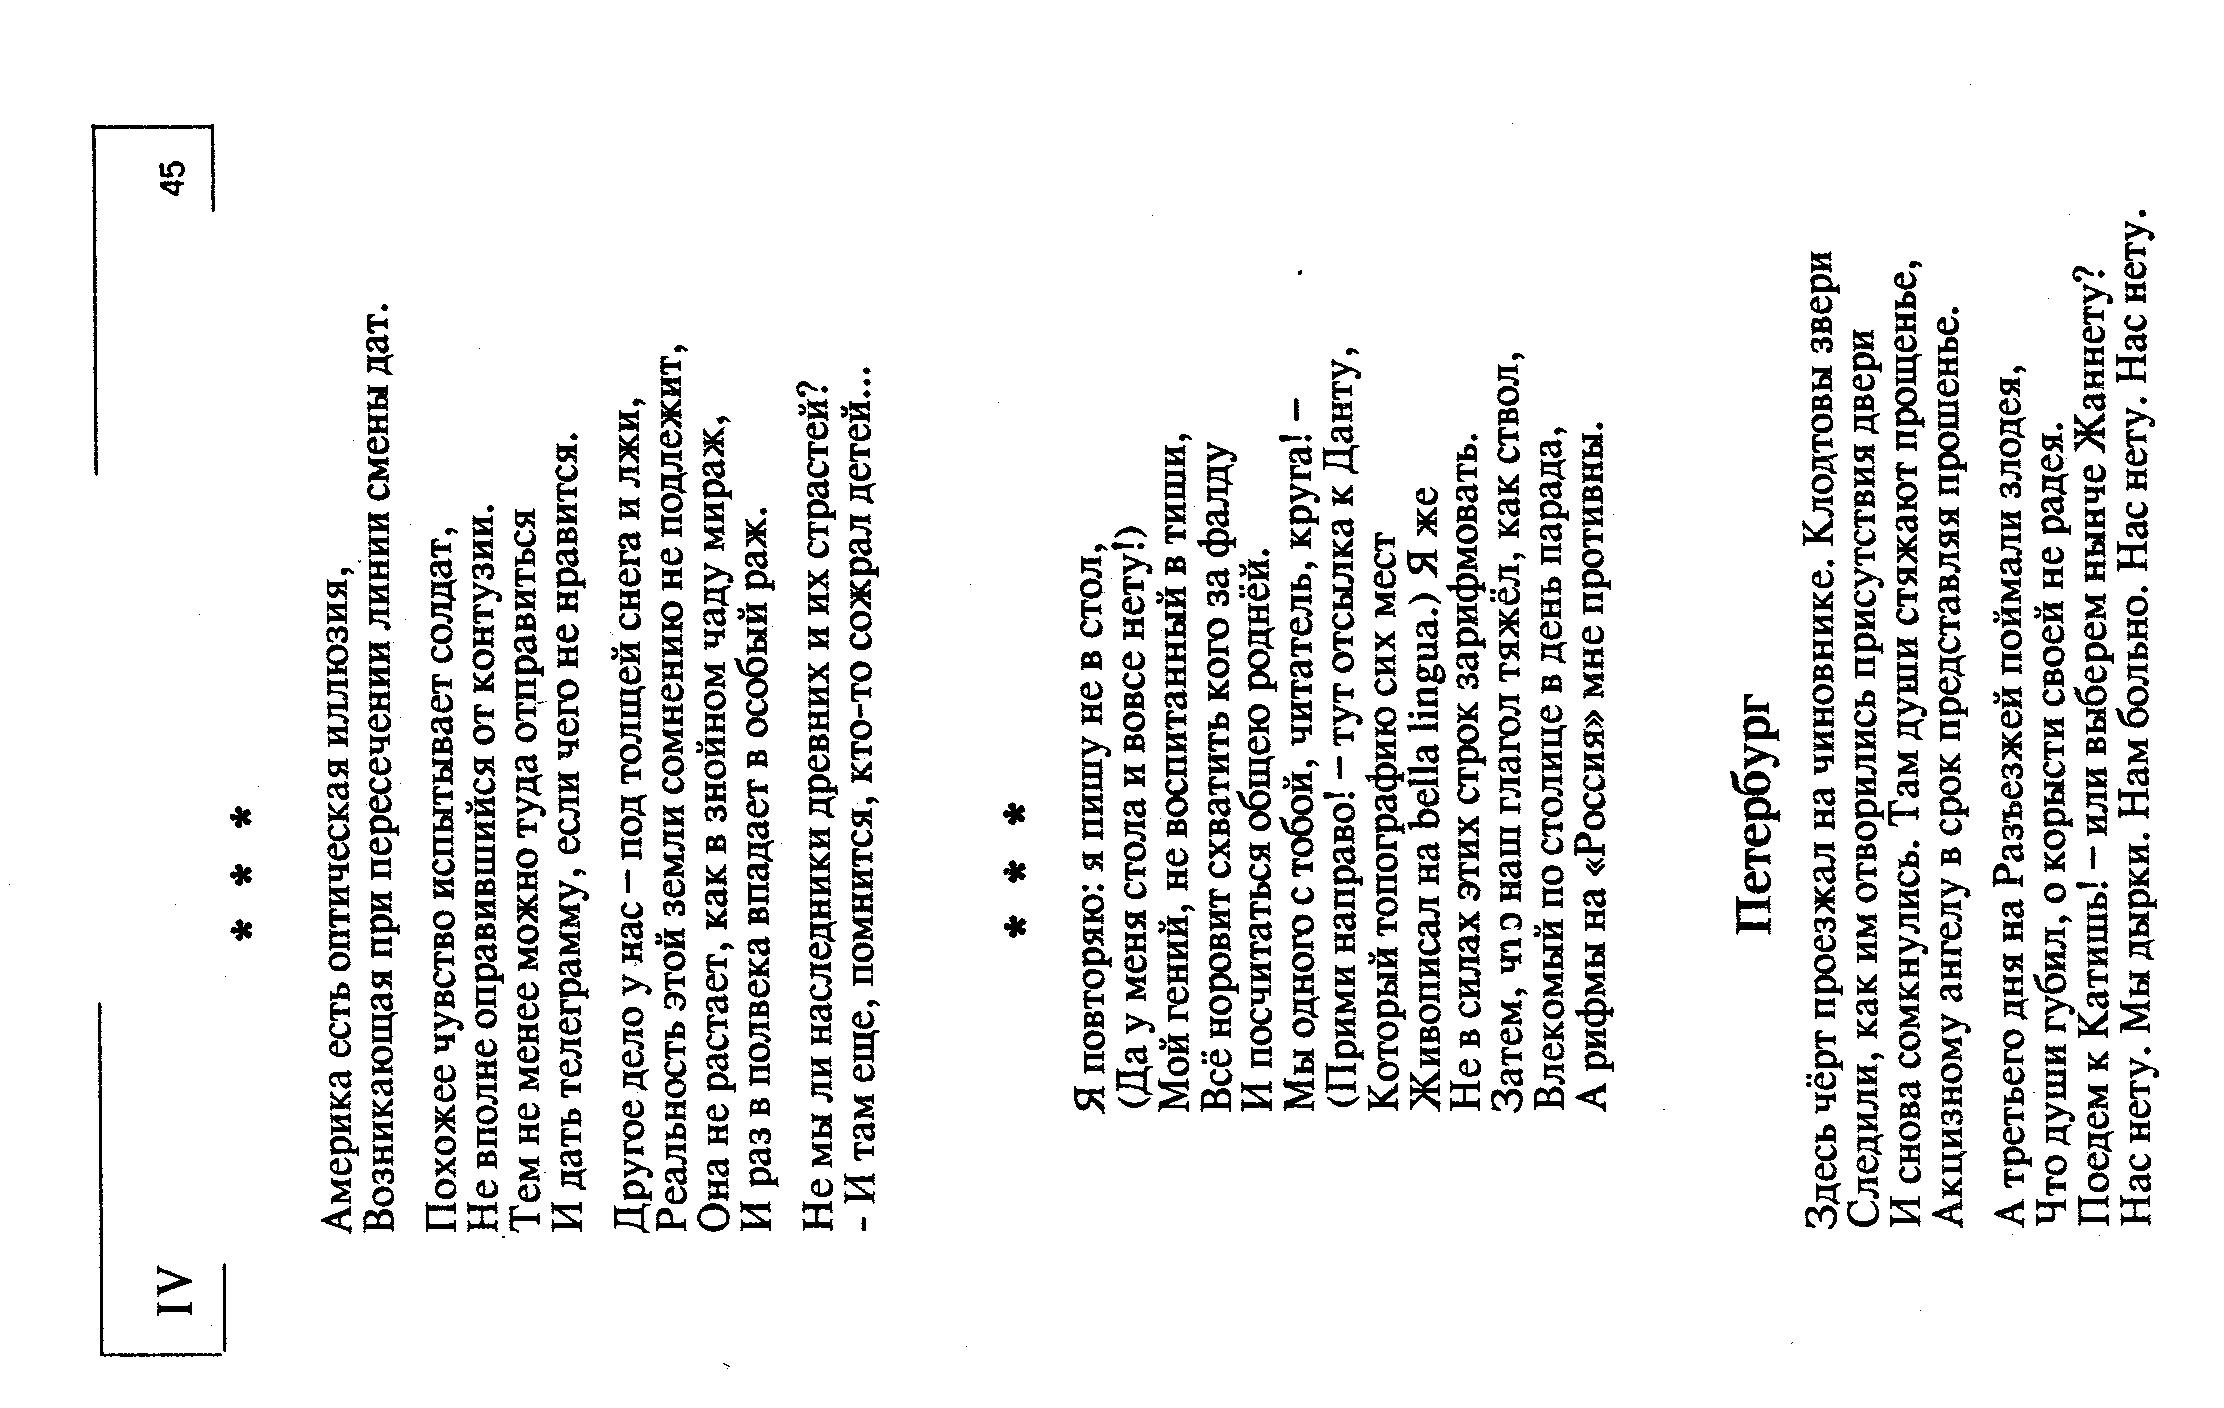 IV
45
* * *
Америка есть оптическая иллюзия,
Возникающая при пересечении линии смены дат.
Похожее чувство испытывает солдат,
Не вполне оправившийся от контузии.
Тем не менее можно туда отправиться
И дать телеграмму, если чего не нравится.
Другое дело у нас – под толщей снега и лжи,
Реальность этой земли сомнению не подлежит,
Она не растает, как в знойном чаду мираж,
И раз в полвека впадает в особый раж.
Не мы ли наследники древних и их страстей?
- И там еще, помнится, кто-то сожрал детей...
* * *
Я повторяю: я пишу не в стол,
(Да у меня стола и вовсе нету!)
Мой гений, не воспитанный в тиши,
Всё норовит схватить кого за фалду
И посчитаться общею роднёй.
Мы одного с тобой, читатель, круга! –
(Прими направо! – тут отсылка к Данту,
Который топографию сих мест
Живописал на bella lingua.) Я же
Не в силах этих строк зарифмовать.
Затем, что наш глагол тяжёл, как ствол,
Влекомый по столице в день парада,
А рифмы на «Россия» мне противны.
Петербург
Здесь чёрт проезжал на чиновнике. Клодтовы звери
Следили, как им отворились присутствия двери
И снова сомкнулись. Там души стяжают прощенье,
Акцизному ангелу в срок представляя прошенье.
А третьего дня на Разъезжей поймали злодея,
Что души губил, о корысти своей не радея.
Поедем к Катишь! – или выберем нынче Жаннету?
Нас нету. Мы дырки. Нам больно. Нас нету. Нас нету.